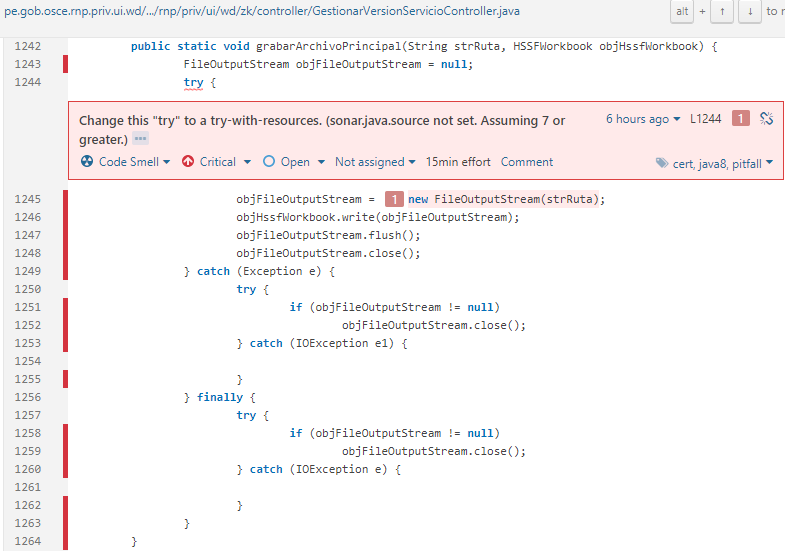 pe.gob.osce.rnp.priv.ui.wd/.../rnp/priv/ui/wd/zk/controller/GestionarVersionServicioController.java alt + ↑ ↓ to n
1242 public static void grabarArchivoPrincipal(String strRuta, HSSFWorkbook objHssfWorkbook) {
1243 FileOutputStream objFileOutputStream = null;
1244 try {
Change this "try" to a try-with-resources. (sonar.java.source not set. Assuming 7 or greater.) ... 6 hours ago L1244 1
Code Smell Critical Open Not assigned 15min effort Comment cert, java8, pitfall
1245 objFileOutputStream = 1 new FileOutputStream(strRuta);
1246 objHssfWorkbook.write(objFileOutputStream);
1247 objFileOutputStream.flush();
1248 objFileOutputStream.close();
1249 } catch (Exception e) {
1250 try {
1251 if (objFileOutputStream != null)
1252 objFileOutputStream.close();
1253 } catch (IOException e1) {
1254
1255 }
1256 } finally {
1257 try {
1258 if (objFileOutputStream != null)
1259 objFileOutputStream.close();
1260 } catch (IOException e) {
1261
1262 }
1263 }
1264 }